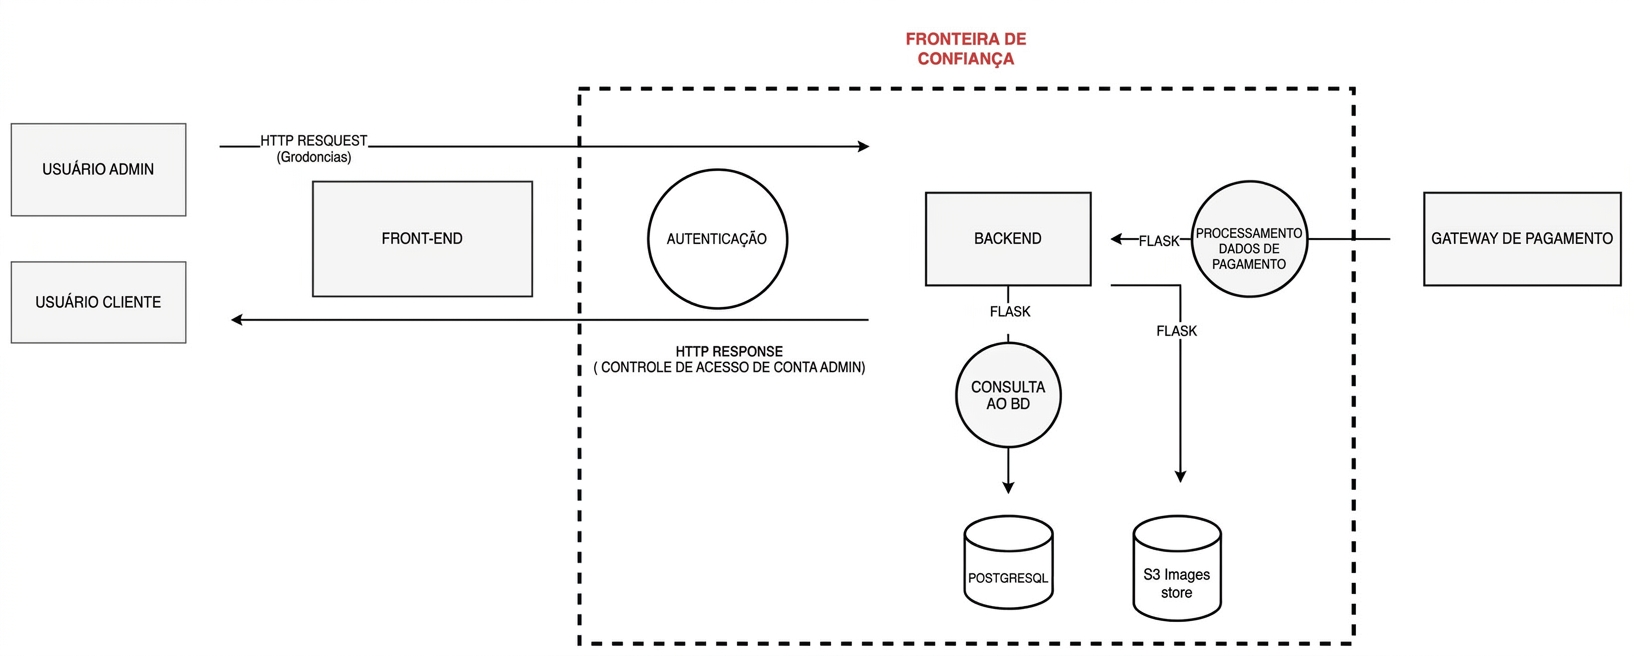 FRONTEIRA DE
CONFIANÇA
USUÁRIO ADMIN
HTTP RESQUEST
(Grodoncias)
FRONT-END
AUTENTICAÇÃO
BACKEND
FLASK
PROCESSAMENTO
DADOS DE
PAGAMENTO
GATEWAY DE PAGAMENTO
USUÁRIO CLIENTE
HTTP RESPONSE
( CONTROLE DE ACESSO DE CONTA ADMIN)
FLASK
FLASK
CONSULTA
AO BD
POSTGRESQL
S3 Images
store